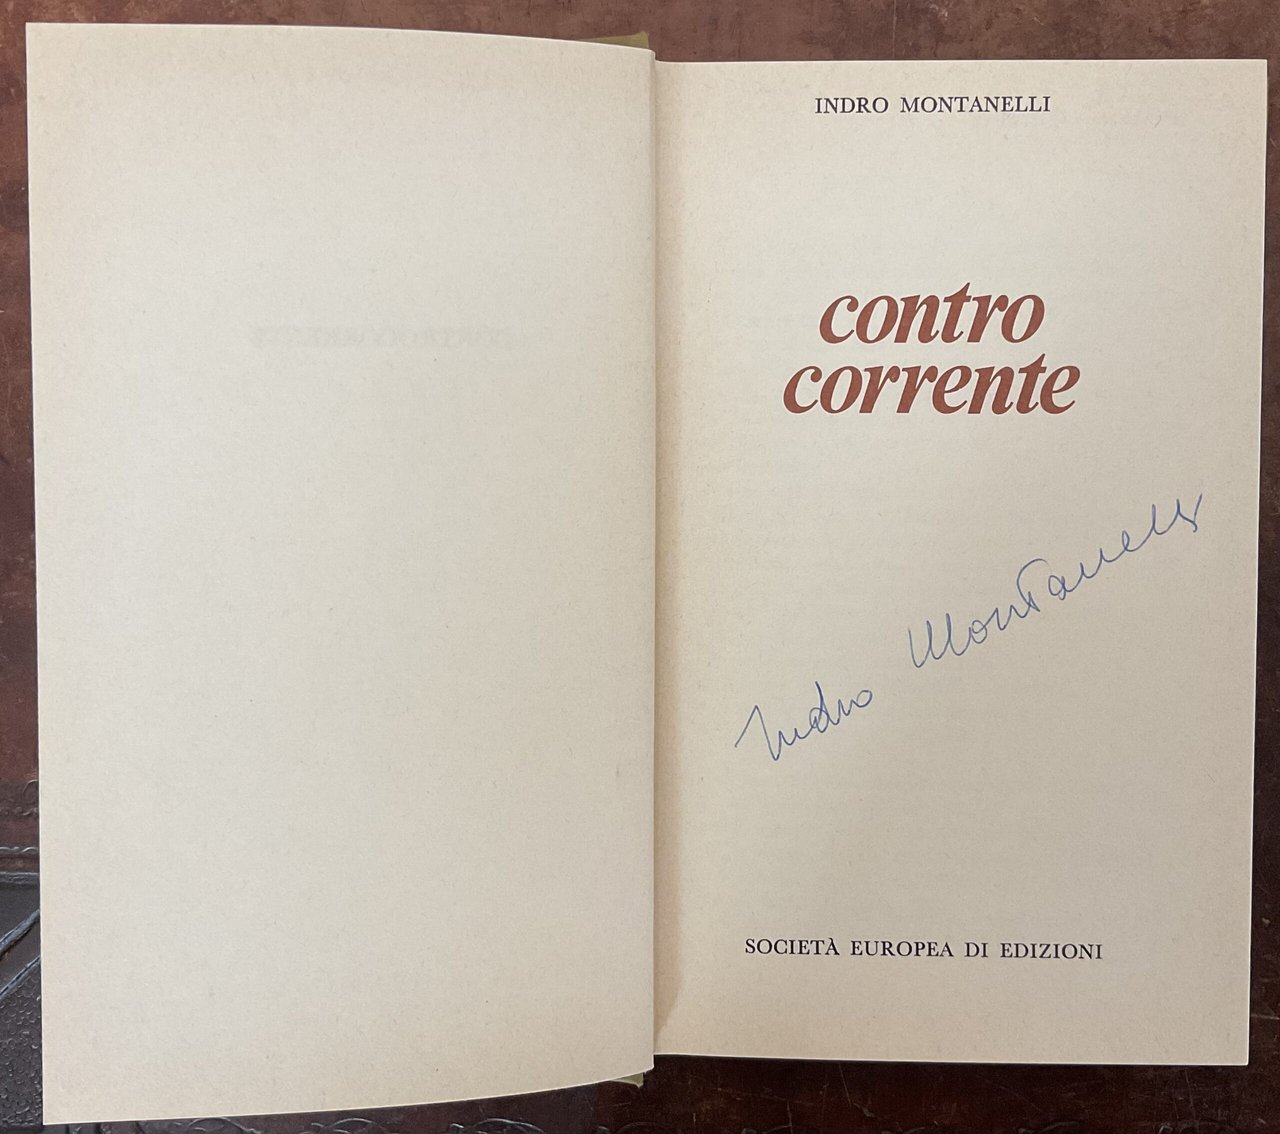 INDRO MONTANELLI
contro
corrente
Indro Montanelli
SOCIETÀ EUROPEA DI EDIZIONI